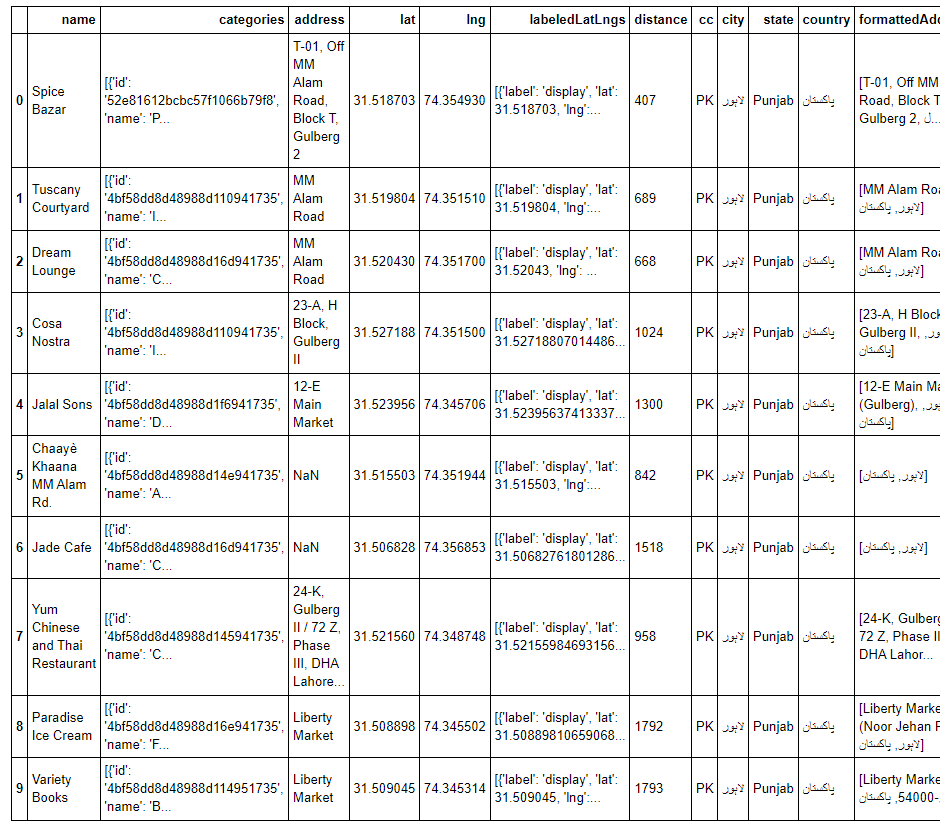 name categories address lat lng labeledLatLngs distance cc city state country formattedAdd
0
Spice
Bazar
[{'id':
'52e81612bcbc57f1066b79f8',
'name': 'P...
T-01, Off
MM
Alam
Road,
Block T,
Gulberg
2
31.518703
74.354930
[{'label': 'display', 'lat':
31.518703, 'lng':...
407
PK
لاہور
Punjab
پاکستان
[T-01, Off MM
Road, Block T
Gulberg 2, ل...
1
Tuscany
Courtyard
[{'id':
'4bf58dd8d48988d110941735',
'name': 'I...
MM
Alam
Road
31.519804
74.351510
[{'label': 'display', 'lat':
31.519804, 'lng':...
689
PK
لاہور
Punjab
پاکستان
[MM Alam Roa
لاہور, پاکستان]
2
Dream
Lounge
[{'id':
'4bf58dd8d48988d16d941735',
'name': 'C...
MM
Alam
Road
31.520430
74.351700
[{'label': 'display', 'lat':
31.52043, 'lng': ...
668
PK
لاہور
Punjab
پاکستان
[MM Alam Roa
لاہور, پاکستان]
3
Cosa
Nostra
[{'id':
'4bf58dd8d48988d110941735',
'name': 'I...
23-A, H
Block,
Gulberg
II
31.527188
74.351500
[{'label': 'display', 'lat':
31.52718807014486...
1024
PK
لاہور
Punjab
پاکستان
[23-A, H Block
Gulberg II,
پاکستان]
4
Jalal Sons
[{'id':
'4bf58dd8d48988d1f6941735',
'name': 'D...
12-E
Main
Market
31.523956
74.345706
[{'label': 'display', 'lat':
31.52395637413337...
1300
PK
لاہور
Punjab
پاکستان
[12-E Main Ma
(Gulberg),
پاکستان]
5
Chaayè
Khaana
MM Alam
Rd.
[{'id':
'4bf58dd8d48988d14e941735',
'name': 'A...
NaN
31.515503
74.351944
[{'label': 'display', 'lat':
31.515503, 'lng':...
842
PK
لاہور
Punjab
پاکستان
[لاہور, پاکستان]
6
Jade Cafe
[{'id':
'4bf58dd8d48988d16d941735',
'name': 'C...
NaN
31.506828
74.356853
[{'label': 'display', 'lat':
31.50682761801286...
1518
PK
لاہور
Punjab
پاکستان
[لاہور, پاکستان]
7
Yum
Chinese
and Thai
Restaurant
[{'id':
'4bf58dd8d48988d145941735',
'name': 'C...
24-K,
Gulberg
II / 72 Z,
Phase
III, DHA
Lahore...
31.521560
74.348748
[{'label': 'display', 'lat':
31.52155984693156...
958
PK
لاہور
Punjab
پاکستان
[24-K, Gulberg
72 Z, Phase II
DHA Lahor...
8
Paradise
Ice Cream
[{'id':
'4bf58dd8d48988d16e941735',
'name': 'F...
Liberty
Market
31.508898
74.345502
[{'label': 'display', 'lat':
31.50889810659068...
1792
PK
لاہور
Punjab
پاکستان
[Liberty Marke
(Noor Jehan R
لاہور, پاکستان]
9
Variety
Books
[{'id':
'4bf58dd8d48988d114951735',
'name': 'B...
Liberty
Market
31.509045
74.345314
[{'label': 'display', 'lat':
31.509045, 'lng':...
1793
PK
لاہور
Punjab
پاکستان
[Liberty Marke
54000-, پاکستان